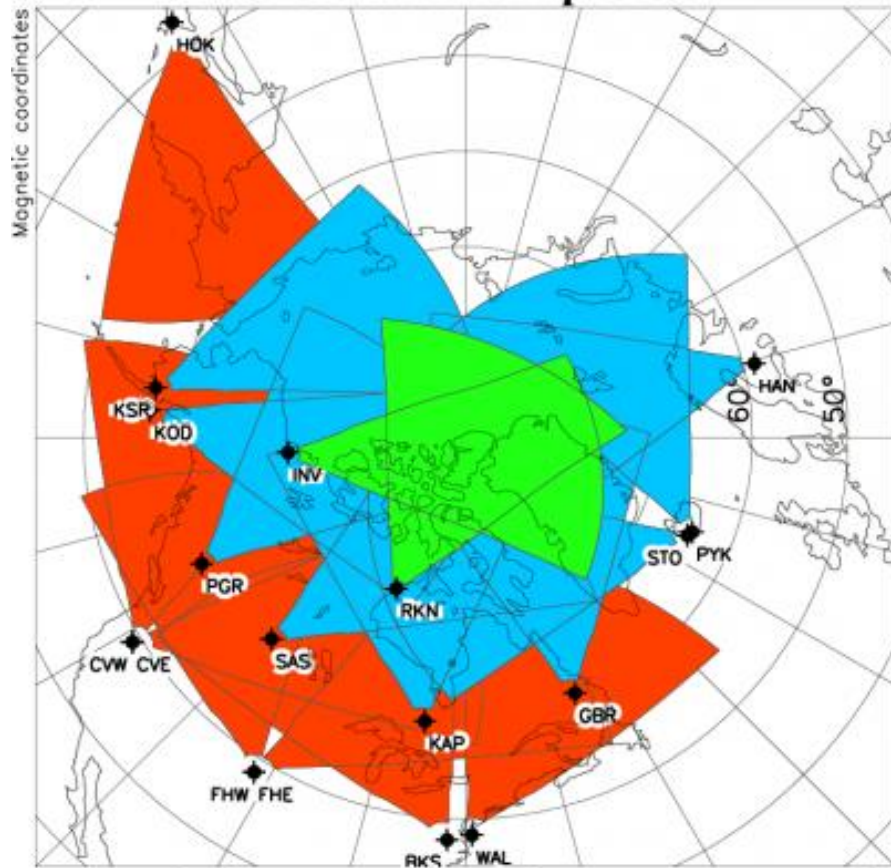 Magnetic coordinates
HOK
HAN
60°
50°
KSR
KOD
INV
STO PYK
PGR
RKN
SAS
CVW CVE
GBR
KAP
FHW FHE
BKS
WAL